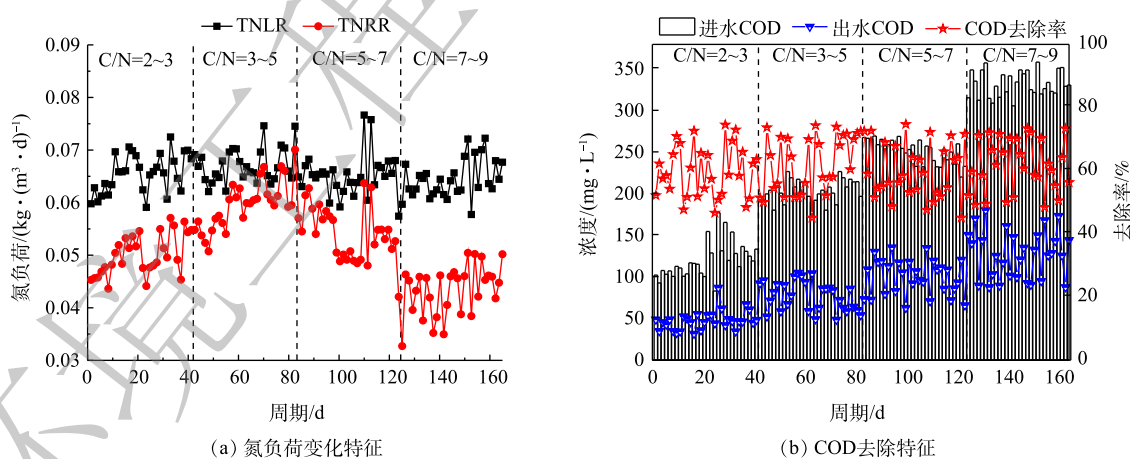 TNLR TNRR
C/N=2~3 C/N=3~5 C/N=5~7 C/N=7~9
氮负荷/(kg·(m³·d)⁻¹)
0.09
0.08
0.07
0.06
0.05
0.04
0.03
0 20 40 60 80 100 120 140 160
周期/d
(a) 氮负荷变化特征
进水COD 出水COD COD去除率
C/N=2~3 C/N=3~5 C/N=5~7 C/N=7~9
浓度/(mg·L⁻¹)
350
300
250
200
150
100
50
0
0 20 40 60 80 100 120 140 160
周期/d
100
80
60
40
20
0
去除率/%
(b) COD去除特征
环境工程